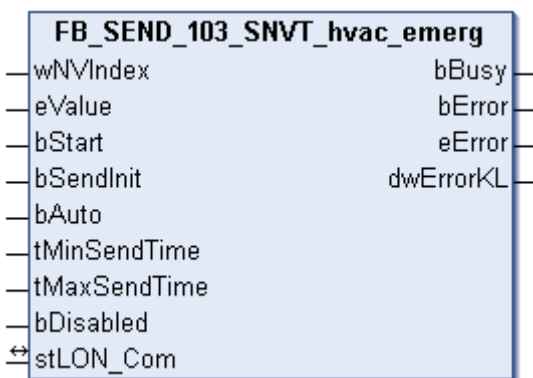 FB_SEND_103_SNVT_hvac_emerg
wNVIndex bBusy
eValue bError
bStart eError
bSendInit dwErrorKL
bAuto
tMinSendTime
tMaxSendTime
bDisabled
stLON_Com